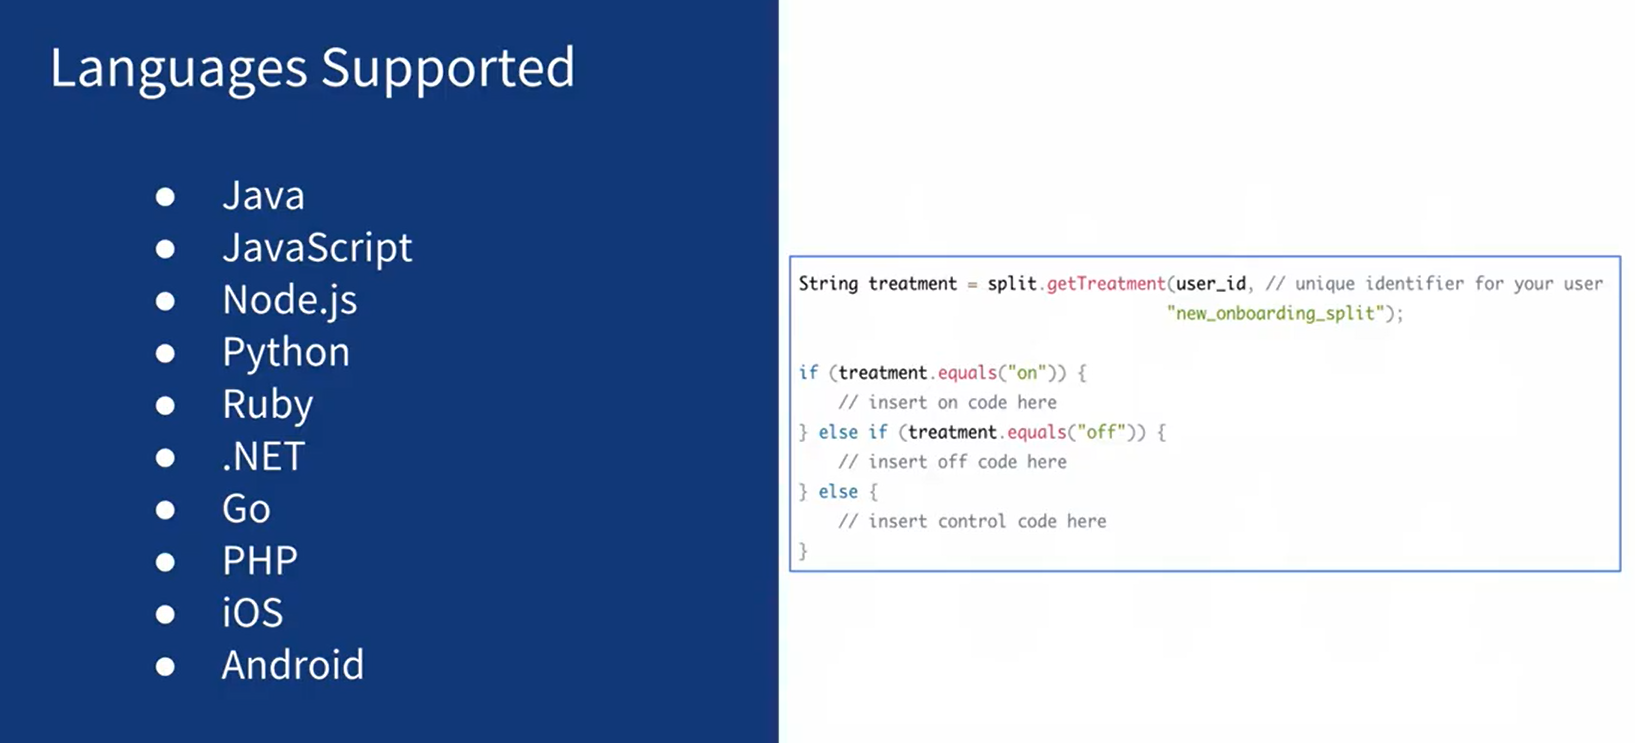 Languages Supported
● Java
● JavaScript
● Node.js
● Python
● Ruby
● .NET
● Go
● PHP
● iOS
● Android
String treatment = split.getTreatment(user_id, // unique identifier for your user
"new_onboarding_split");
if (treatment.equals("on")) {
// insert on code here
} else if (treatment.equals("off")) {
// insert off code here
} else {
// insert control code here
}